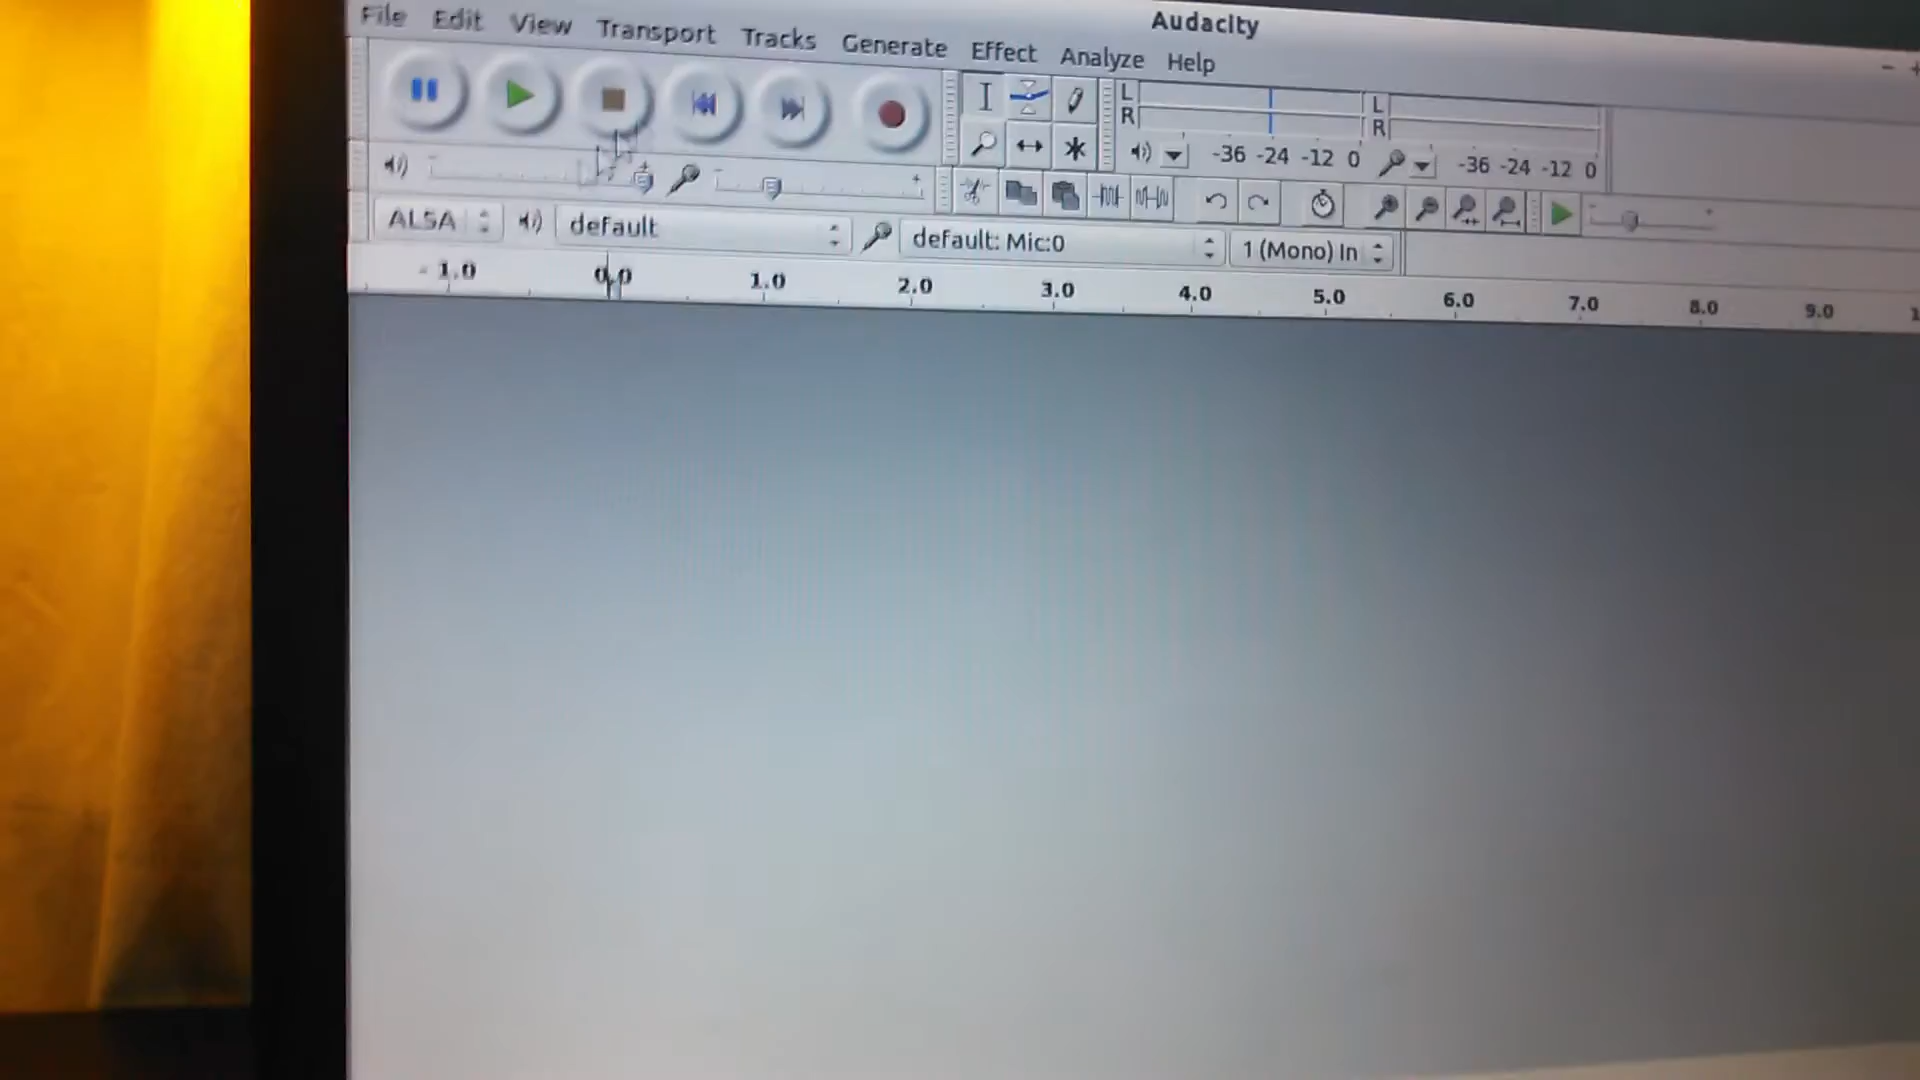 Audacity
File Edit View Transport Tracks Generate Effect Analyze Help
L
R
L
R
-36 -24 -12 0
-36 -24 -12 0
ALSA
default
default: Mic:0
1 (Mono) In
- 1.0 0.0 1.0 2.0 3.0 4.0 5.0 6.0 7.0 8.0 9.0